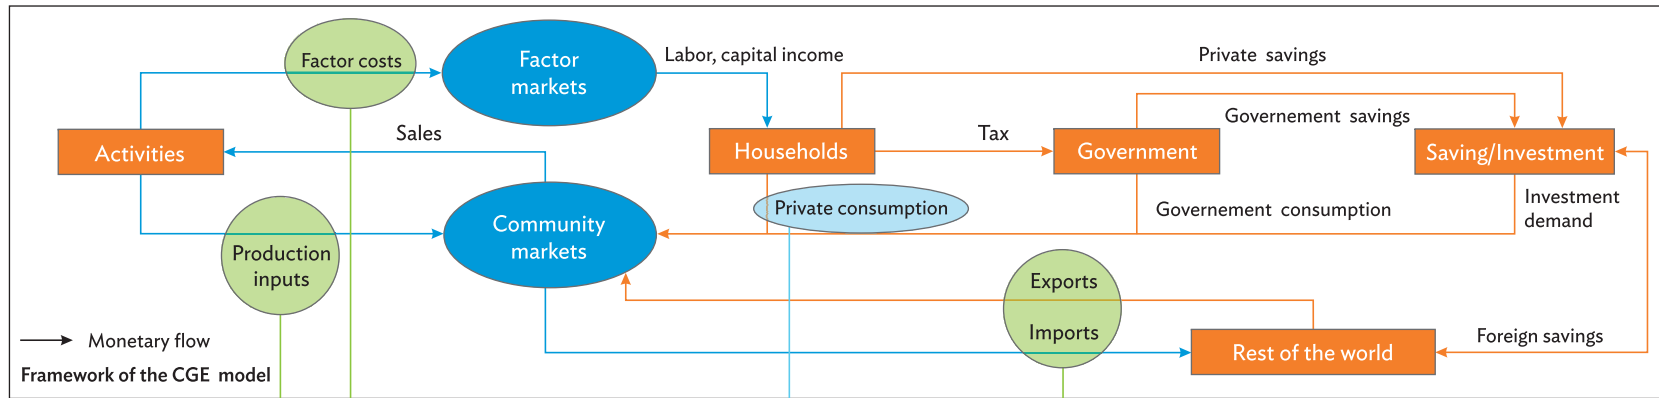 Factor costs
Factor
markets
Labor, capital income
Private savings
Activities
Sales
Households
Tax
Government
Governement savings
Saving/Investment
Production
inputs
Community
markets
Private consumption
Governement consumption
Investment
demand
Exports
Imports
Rest of the world
Foreign savings
Monetary flow
Framework of the CGE model